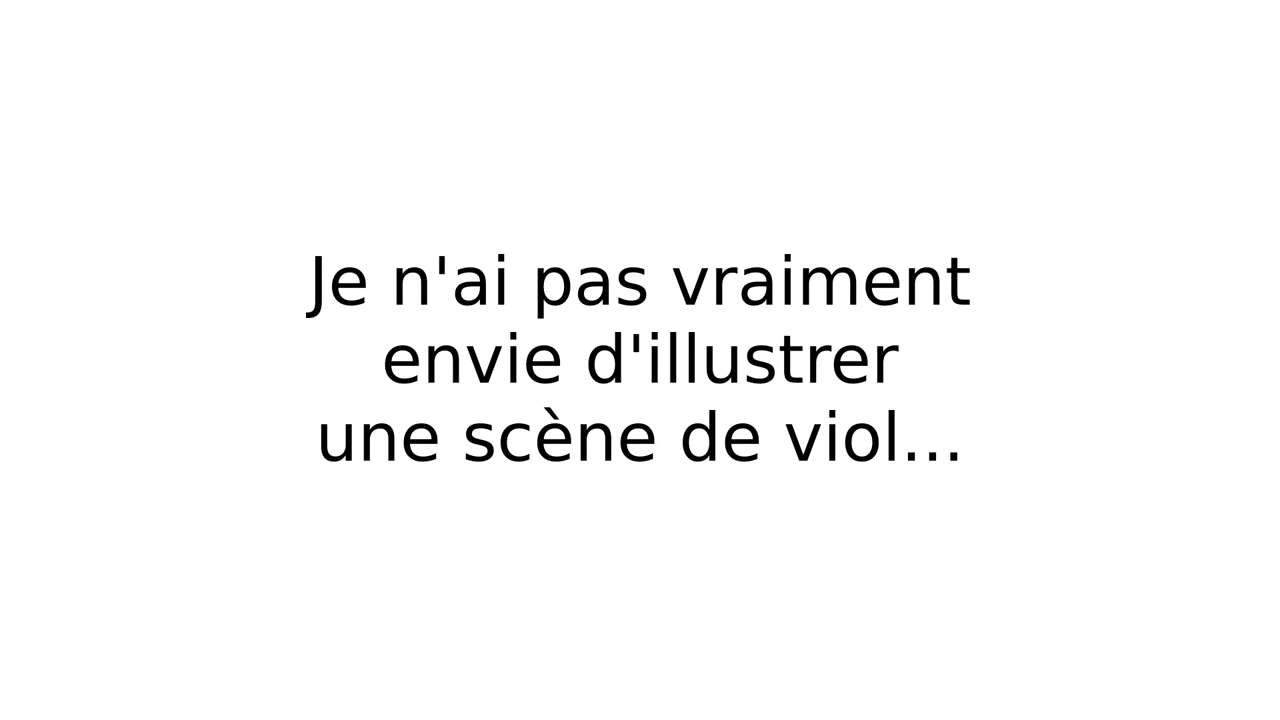 Je n'ai pas vraiment
envie d'illustrer
une scène de viol...